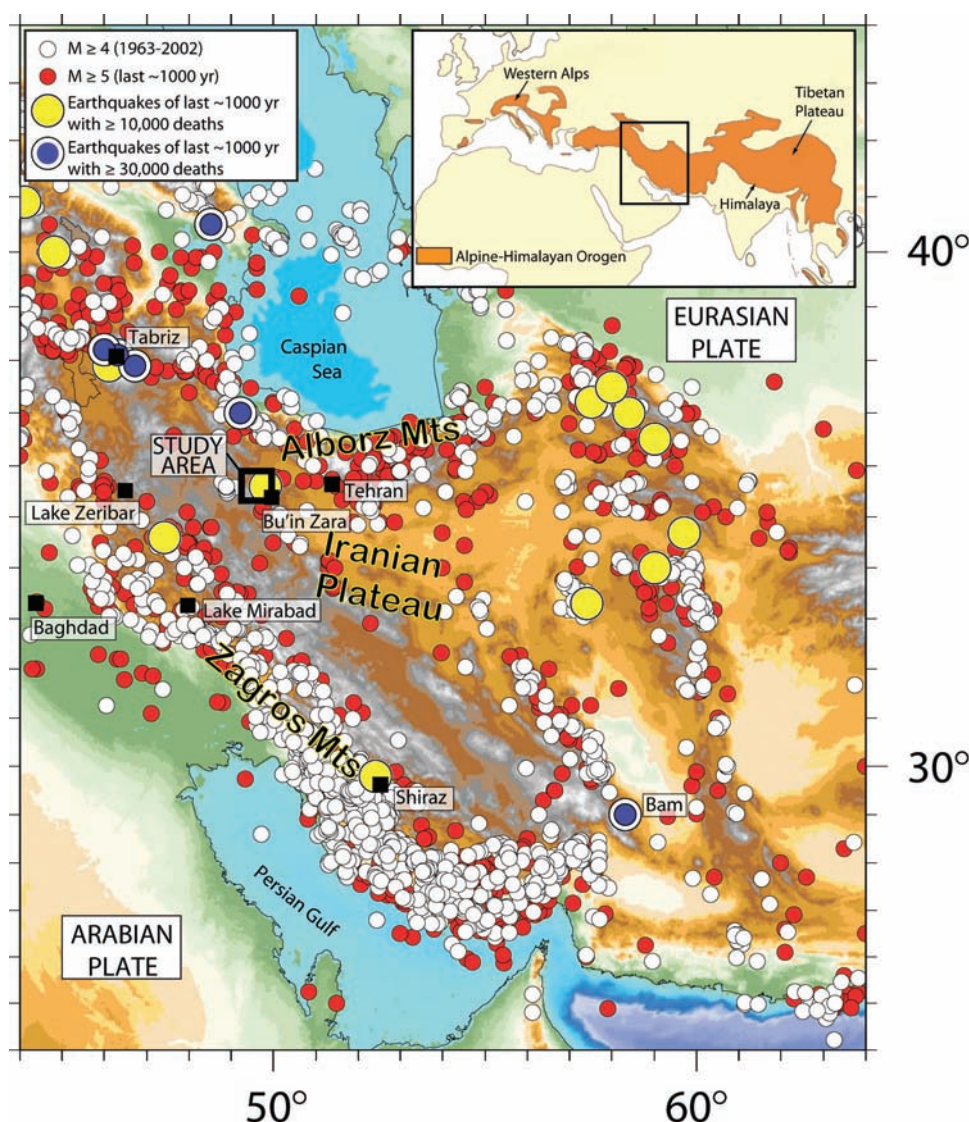 M ≥ 4 (1963-2002)
M ≥ 5 (last ~1000 yr)
Earthquakes of last ~1000 yr
with ≥ 10,000 deaths
Earthquakes of last ~1000 yr
with ≥ 30,000 deaths
Western Alps
Tibetan
Plateau
Himalaya
Alpine-Himalayan Orogen
40°
EURASIAN
PLATE
Tabriz
Caspian
Sea
STUDY
AREA
Alborz Mts
Tehran
Lake Zeribar
Bu'in Zara
Iranian
Plateau
Lake Mirabad
Baghdad
Zagros Mts
30°
Shiraz
Bam
Persian Gulf
ARABIAN
PLATE
50°
60°